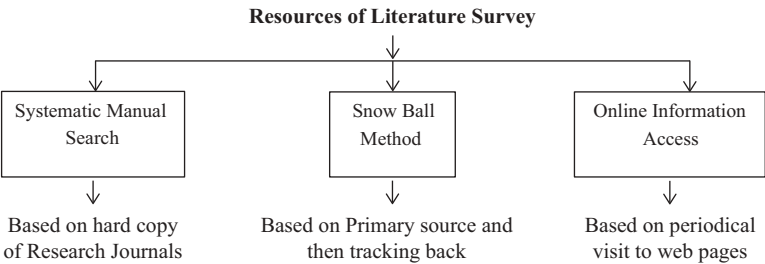 Resources of Literature Survey
Systematic Manual
Search
Snow Ball
Method
Online Information
Access
Based on hard copy
of Research Journals
Based on Primary source and
then tracking back
Based on periodical
visit to web pages